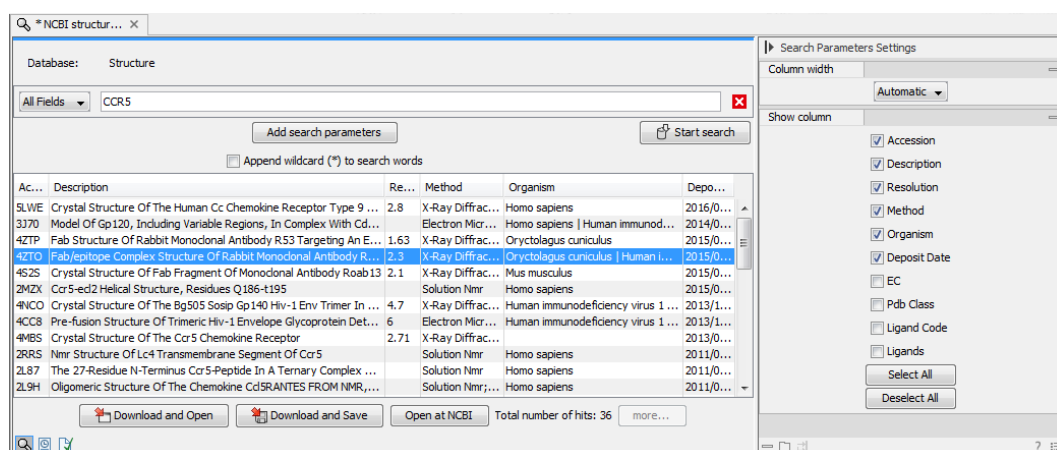 *NCBI structur...
Database: Structure
All Fields CCR5
Add search parameters Start search
Append wildcard (*) to search words
Ac... Description Re... Method Organism Depo...
5LWE Crystal Structure Of The Human Cc Chemokine Receptor Type 9 ... 2.8 X-Ray Diffrac... Homo sapiens 2016/0...
3J70 Model Of Gp120, Including Variable Regions, In Complex With Cd... Electron Micr... Homo sapiens | Human immunod... 2014/0...
4ZTP Fab Structure Of Rabbit Monoclonal Antibody R53 Targeting An E... 1.63 X-Ray Diffrac... Oryctolagus cuniculus 2015/0...
4ZTO Fab/epitope Complex Structure Of Rabbit Monoclonal Antibody R... 2.3 X-Ray Diffrac... Oryctolagus cuniculus | Human i... 2015/0...
4S2S Crystal Structure Of Fab Fragment Of Monoclonal Antibody Roab13 2.1 X-Ray Diffrac... Mus musculus 2015/0...
2MZX Ccr5-ecl2 Helical Structure, Residues Q186-t195 Solution Nmr Homo sapiens 2015/0...
4NCO Crystal Structure Of The Bg505 Sosip Gp140 Hiv-1 Env Trimer In ... 4.7 X-Ray Diffrac... Human immunodeficiency virus 1 ... 2013/1...
4CC8 Pre-fusion Structure Of Trimeric Hiv-1 Envelope Glycoprotein Det... 6 Electron Micr... Human immunodeficiency virus 1 ... 2013/1...
4MBS Crystal Structure Of The Ccr5 Chemokine Receptor 2.71 X-Ray Diffrac... 2013/0...
2RRS Nmr Structure Of Lc4 Transmembrane Segment Of Ccr5 Solution Nmr Homo sapiens 2011/0...
2L87 The 27-Residue N-Terminus Ccr5-Peptide In A Ternary Complex ... Solution Nmr Homo sapiens 2011/0...
2L9H Oligomeric Structure Of The Chemokine Ccl5RANTES FROM NMR,... Solution Nmr;... Homo sapiens 2011/0...
Download and Open Download and Save Open at NCBI Total number of hits: 36 more...
Search Parameters Settings
Column width
Automatic
Show column
Accession
Description
Resolution
Method
Organism
Deposit Date
EC
Pdb Class
Ligand Code
Ligands
Select All
Deselect All
?